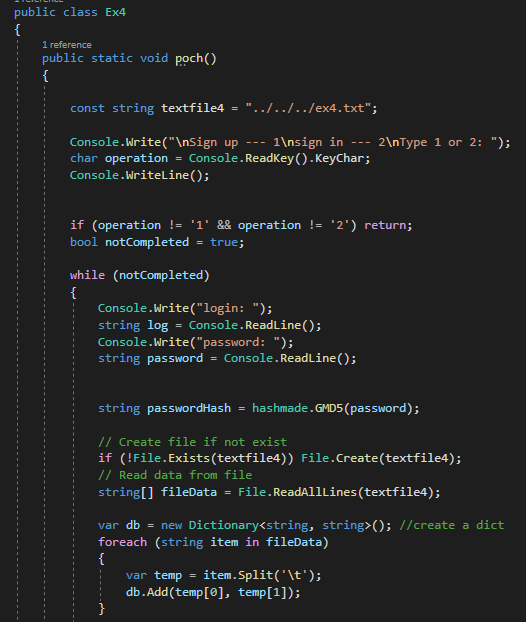 1 reference
public class Ex4
{
1 reference
public static void poch()
{
const string textfile4 = "../../../ex4.txt";
Console.Write("\nSign up --- 1\nsign in --- 2\nType 1 or 2: ");
char operation = Console.ReadKey().KeyChar;
Console.WriteLine();
if (operation != '1' && operation != '2') return;
bool notCompleted = true;
while (notCompleted)
{
Console.Write("login: ");
string log = Console.ReadLine();
Console.Write("password: ");
string password = Console.ReadLine();
string passwordHash = hashmade.GMD5(password);
// Create file if not exist
if (!File.Exists(textfile4)) File.Create(textfile4);
// Read data from file
string[] fileData = File.ReadAllLines(textfile4);
var db = new Dictionary<string, string>(); //create a dict
foreach (string item in fileData)
{
var temp = item.Split('\t');
db.Add(temp[0], temp[1]);
}